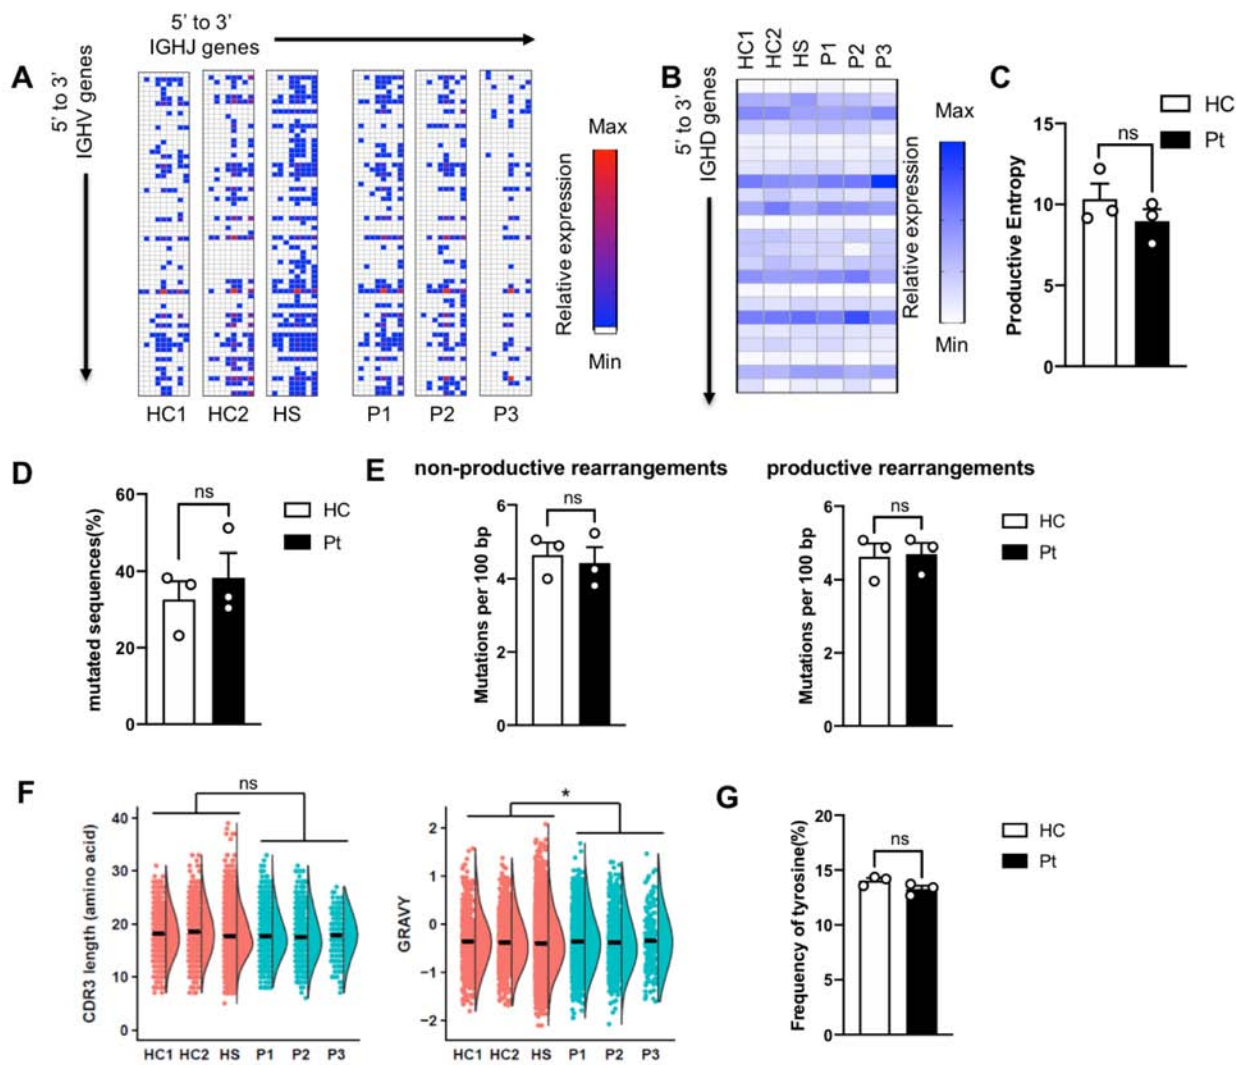 A
5’ to 3’
IGHJ genes
5’ to 3’
IGHV genes
HC1 HC2 HS P1 P2 P3
Max
Relative expression
Min
B
HC1 HC2 HS P1 P2 P3
5’ to 3’
IGHD genes
Max
Relative expression
Min
C
HC
Pt
ns
15
10
5
0
Productive Entropy
D
60
40
20
0
mutated sequences(%)
ns
HC
Pt
E
non-productive rearrangements
6
4
2
0
Mutations per 100 bp
ns
productive rearrangements
6
4
2
0
Mutations per 100 bp
ns
HC
Pt
F
ns
40
30
20
10
0
CDR3 length (amino acid)
HC1 HC2 HS P1 P2 P3
*
2
1
0
−1
−2
GRAVY
HC1 HC2 HS P1 P2 P3
G
20
15
10
5
0
Frequency of tyrosine(%)
ns
HC
Pt